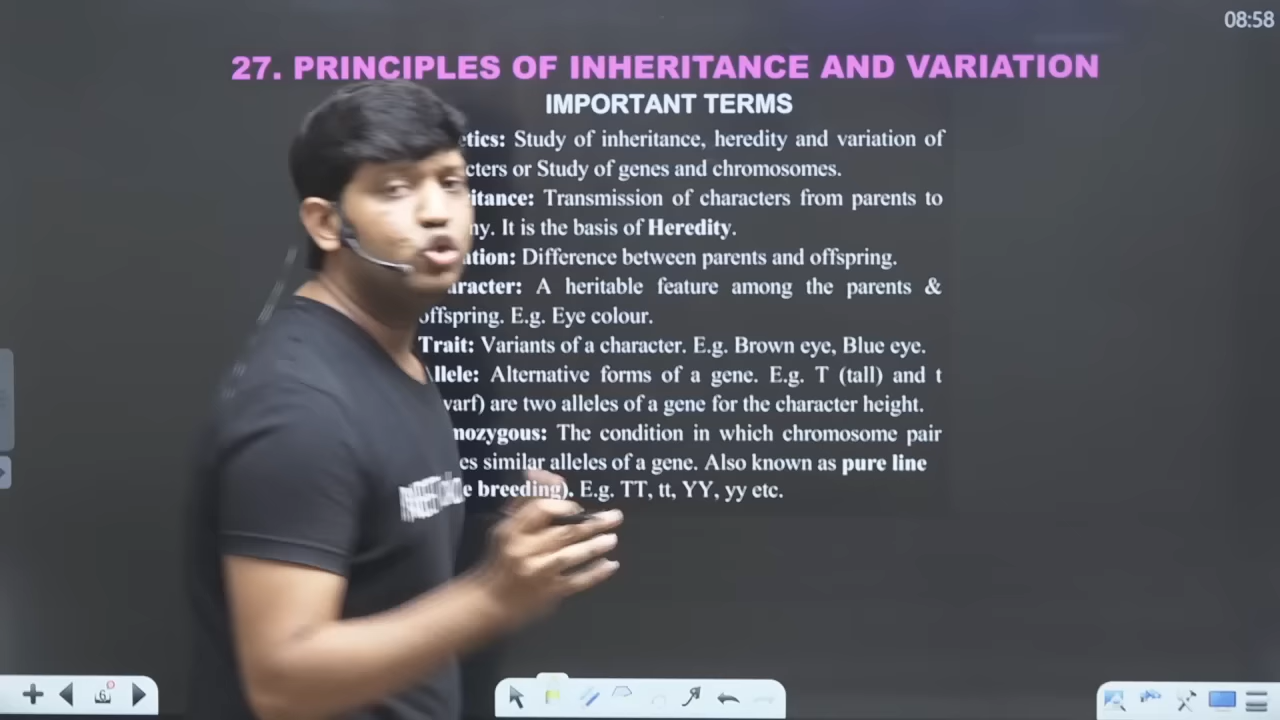 08:58
27. PRINCIPLES OF INHERITANCE AND VARIATION
IMPORTANT TERMS
etics: Study of inheritance, heredity and variation of
cters or Study of genes and chromosomes.
itance: Transmission of characters from parents to
ny. It is the basis of Heredity.
ation: Difference between parents and offspring.
aracter: A heritable feature among the parents &
offspring. E.g. Eye colour.
Trait: Variants of a character. E.g. Brown eye, Blue eye.
Allele: Alternative forms of a gene. E.g. T (tall) and t
varf) are two alleles of a gene for the character height.
mozygous: The condition in which chromosome pair
es similar alleles of a gene. Also known as pure line
e breeding). E.g. TT, tt, YY, yy etc.
6